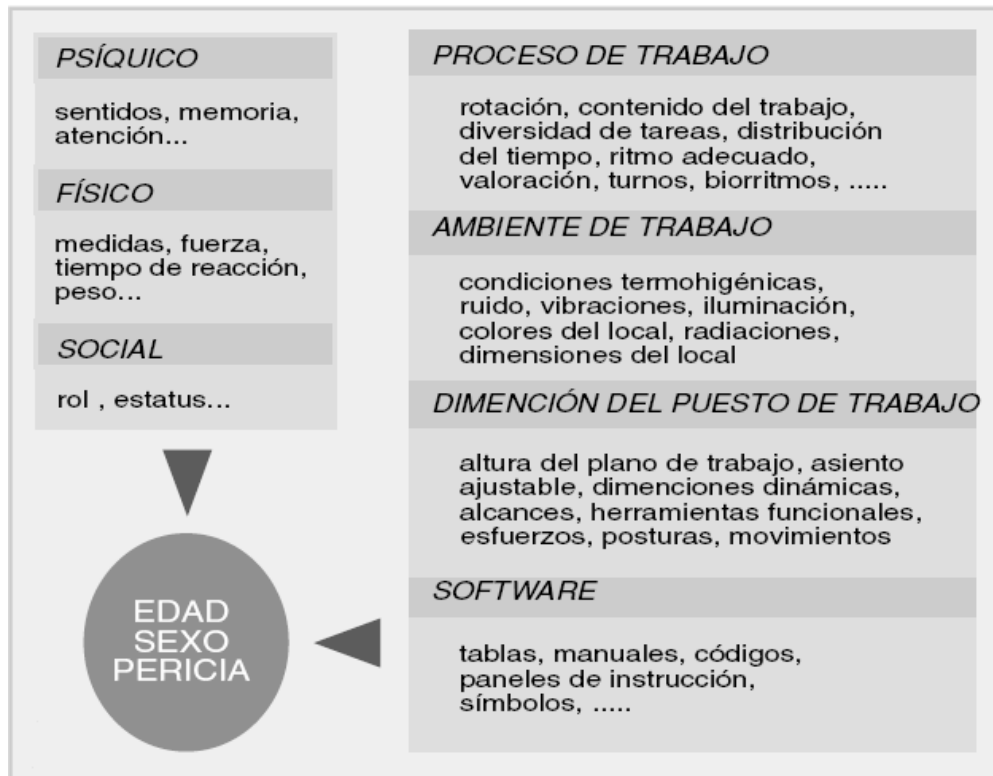 PSÍQUICO
sentidos, memoria,
atención...
FÍSICO
medidas, fuerza,
tiempo de reacción,
peso...
SOCIAL
rol , estatus...
EDAD
SEXO
PERICIA
PROCESO DE TRABAJO
rotación, contenido del trabajo,
diversidad de tareas, distribución
del tiempo, ritmo adecuado,
valoración, turnos, biorritmos, .....
AMBIENTE DE TRABAJO
condiciones termohigénicas,
ruido, vibraciones, iluminación,
colores del local, radiaciones,
dimensiones del local
DIMENCIÓN DEL PUESTO DE TRABAJO
altura del plano de trabajo, asiento
ajustable, dimenciones dinámicas,
alcances, herramientas funcionales,
esfuerzos, posturas, movimientos
SOFTWARE
tablas, manuales, códigos,
paneles de instrucción,
símbolos, .....